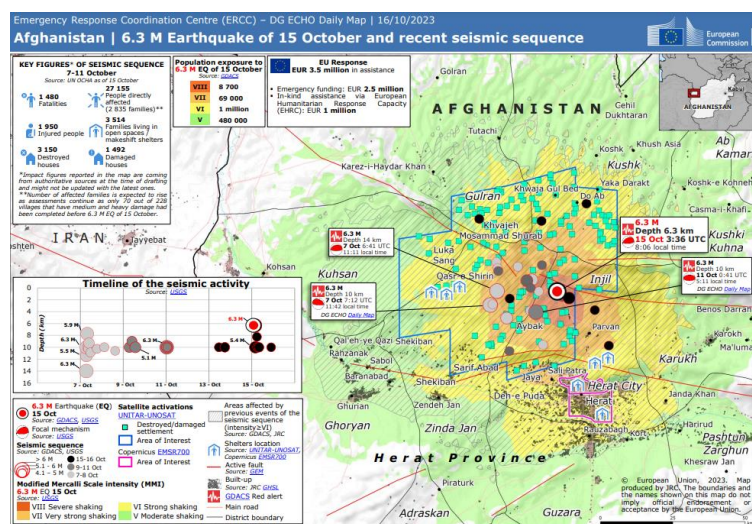 Emergency Response Coordination Centre (ERCC) – DG ECHO Daily Map | 16/10/2023
Afghanistan | 6.3 M Earthquake of 15 October and recent seismic sequence
European
Commission
KEY FIGURES* OF SEISMIC SEQUENCE
7-11 October
Source: UN OCHA as of 15 October
1 480
Fatalities
27 155
People directly
affected
(2 835 families)**
1 950
Injured people
3 514
Families living in
open spaces /
makeshift shelters
3 150
Destroyed
houses
1 492
Damaged
houses
*Impact figures reported in the map are coming
from authoritative sources at the time of drafting
and might not be updated with the latest ones.
**Number of affected families is expected to rise
as assessments continue as only 70 out of 228
villages that have medium and heavy damage had
been completed before 6.3 M EQ of 15 October.
Population exposure to
6.3 M EQ of 15 October
Source: GDACS
VIII 8 700
VII 69 000
VI 1 million
V 480 000
EU Response
EUR 3.5 million in assistance
• Emergency funding: EUR 2.5 million
• In-kind assistance via European
Humanitarian Response Capacity
(EHRC): EUR 1 million
AFGHANISTAN
Kabul
AFGHANISTAN
Golran
Tutachi
Gehil
Dukhtaran
Karez-i-Haydar Khan
Koshk
Khush Asia
Ab
Kamar
Kushk
Khwaja Gul Bed
Do Ab
Yaka Darakt
Koshk-e Kohneh
Gulran
Khvajeh
Mosammad Shurab
Casma-i-Khaf
IRAN
Jayyebat
Kohsan
Kuhsan
Luka
Sang
Qasr-e Shirin
Injil
Kushki
Kuhna
6.3 M
Depth 14 km
7 Oct 6:41 UTC
11:11 local time
6.3 M
Depth 6.3 km
15 Oct 3:36 UTC
8:06 local time
6.3 M
Depth 10 km
7 Oct 7:12 UTC
11:42 local time
DG ECHO Daily Map
6.3 M
Depth 10 km
11 Oct 0:41 UTC
5:11 local time
DG ECHO Daily Map
Aybak
Parvan
Benos Darran
Karokh
Ma'luma
Karukh
Qal'eh-ye Qazi Shekiban
Rahzanak
Sabol
Baranabad
Ghurian
Ghoryan
Shekiban
Zendeh Jan
Zinda Jan
Sarif Abad
Jaya
Sali Patra
Deh-e Puda
Herat City
Herat
Rauzabagh
Kort
Janda Khan
Harirud
Pashtun
Zarghun
Khesraw Jan
Herat Province
Piraturk
Adraskan
Guzara
Timeline of the seismic activity
Source: USGS
Depth (km)
0
2
4
6
8
10
12
14
16
5.9 M
6.3 M
5.5 M
6.3 M
6.3 M
5.1 M
6.3 M
5.4 M
6.3 M
7- Oct
9- Oct
11- Oct
13- Oct
15- Oct
6.3 M Earthquake (EQ)
15 Oct
Source: GDACS, USGS
Focal mechanism
Source: USGS
Seismic sequence
Source: GDACS, USGS
> 6 M
5.1 - 6 M
4.1 – 5 M
15-16 Oct
9-11 Oct
7-8 Oct
Modified Mercalli Scale intensity (MMI)
6.3 M EQ 15 Oct
Source: USGS
VIII Severe shaking
VII Very strong shaking
VI Strong shaking
V Moderate shaking
Satellite activations
UNITAR-UNOSAT
Destroyed/damaged
settlement
Area of Interest
Copernicus EMSR700
Area of Interest
Areas affected by
previous events of the
seismic sequence
(intensity≥VI)
Source: GDACS, JRC
Shelters location
Source: UNITAR-UNOSAT,
EMSR700
Active fault
Source: GEM
Built-up
Source: JRC GHSL
GDACS Red alert
Main road
District boundary
© European Union, 2023. Map
produced by JRC. The boundaries and
the names shown on this map do not
imply official endorsement or
acceptance by the European Union.